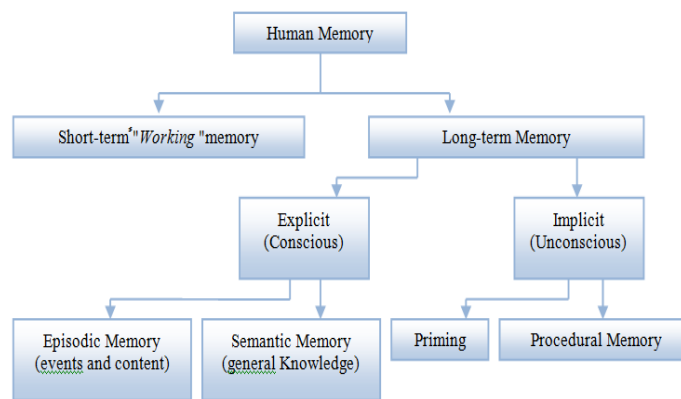 Human Memory
Short-term "Working "memory
Long-term Memory
Explicit
(Conscious)
Implicit
(Unconscious)
Episodic Memory
(events and content)
Semantic Memory
(general Knowledge)
Priming
Procedural Memory